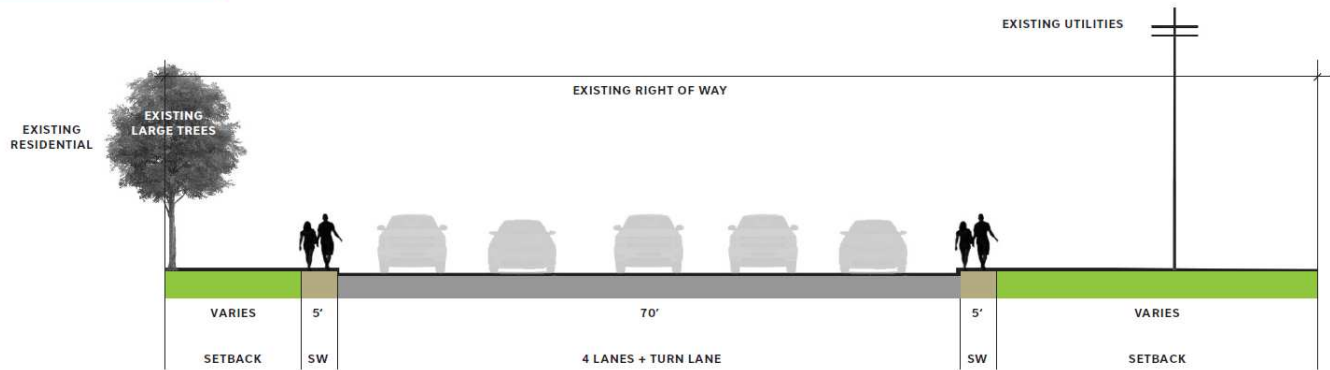 EXISTING UTILITIES
EXISTING RIGHT OF WAY
EXISTING
LARGE TREES
EXISTING
RESIDENTIAL
VARIES 5' 70' 5' VARIES
SETBACK SW 4 LANES + TURN LANE SW SETBACK